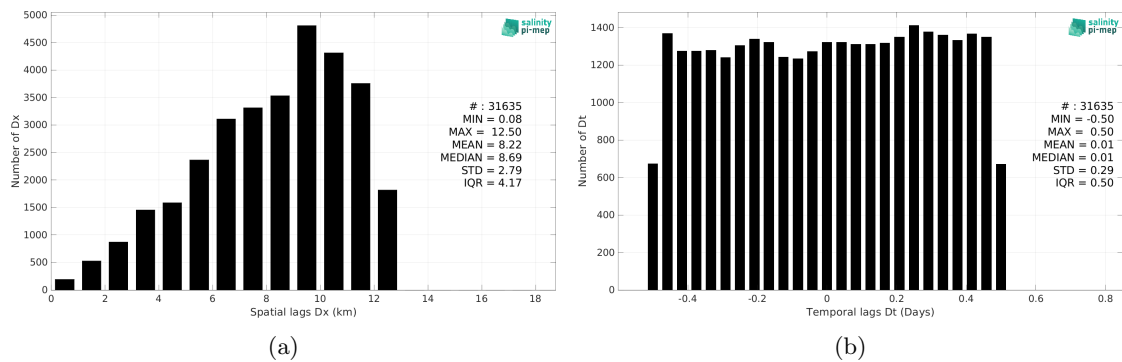 5000
4500
4000
3500
3000
2500
2000
1500
1000
500
0
Number of Dx
0 2 4 6 8 10 12 14 16 18
Spatial lags Dx (km)
salinity
pi-mep
# : 31635
MIN = 0.08
MAX = 12.50
MEAN = 8.22
MEDIAN = 8.69
STD = 2.79
IQR = 4.17
(a)
1400
1200
1000
800
600
400
200
0
Number of Dt
-0.4 -0.2 0 0.2 0.4 0.6 0.8
Temporal lags Dt (Days)
salinity
pi-mep
# : 31635
MIN = -0.50
MAX = 0.50
MEAN = 0.01
MEDIAN = 0.01
STD = 0.29
IQR = 0.50
(b)